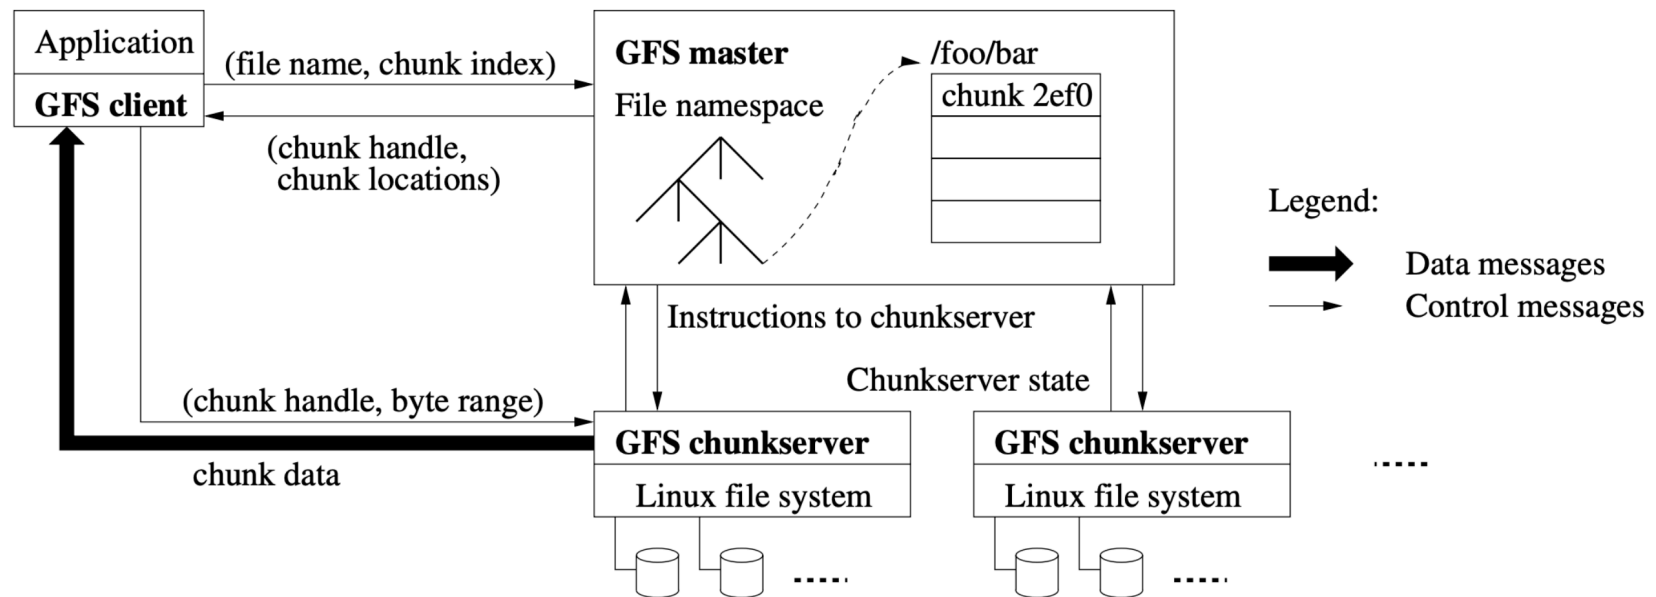 Application
GFS client
(file name, chunk index)
(chunk handle,
chunk locations)
GFS master
File namespace
/foo/bar
chunk 2ef0
Legend:
Data messages
Control messages
Instructions to chunkserver
Chunkserver state
(chunk handle, byte range)
chunk data
GFS chunkserver
Linux file system
GFS chunkserver
Linux file system